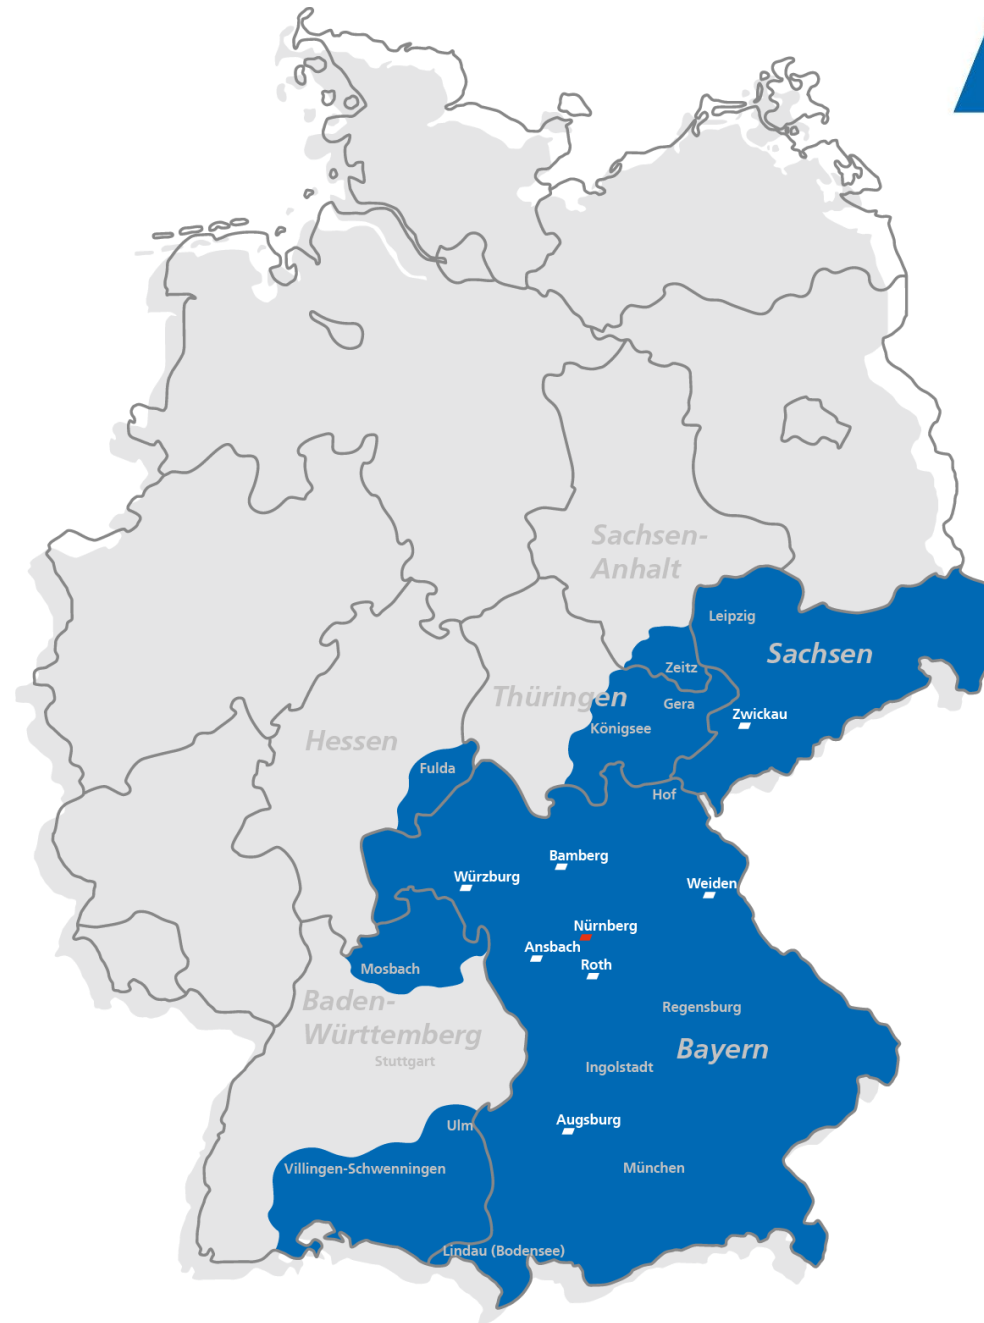 Sachsen-
Anhalt
Leipzig
Sachsen
Zeitz
Thüringen
Gera
Zwickau
Königsee
Hessen
Fulda
Hof
Bamberg
Würzburg
Weiden
Nürnberg
Ansbach
Roth
Mosbach
Baden-
Württemberg
Stuttgart
Regensburg
Bayern
Ingolstadt
Augsburg
Ulm
Villingen-Schwenningen
München
Lindau (Bodensee)